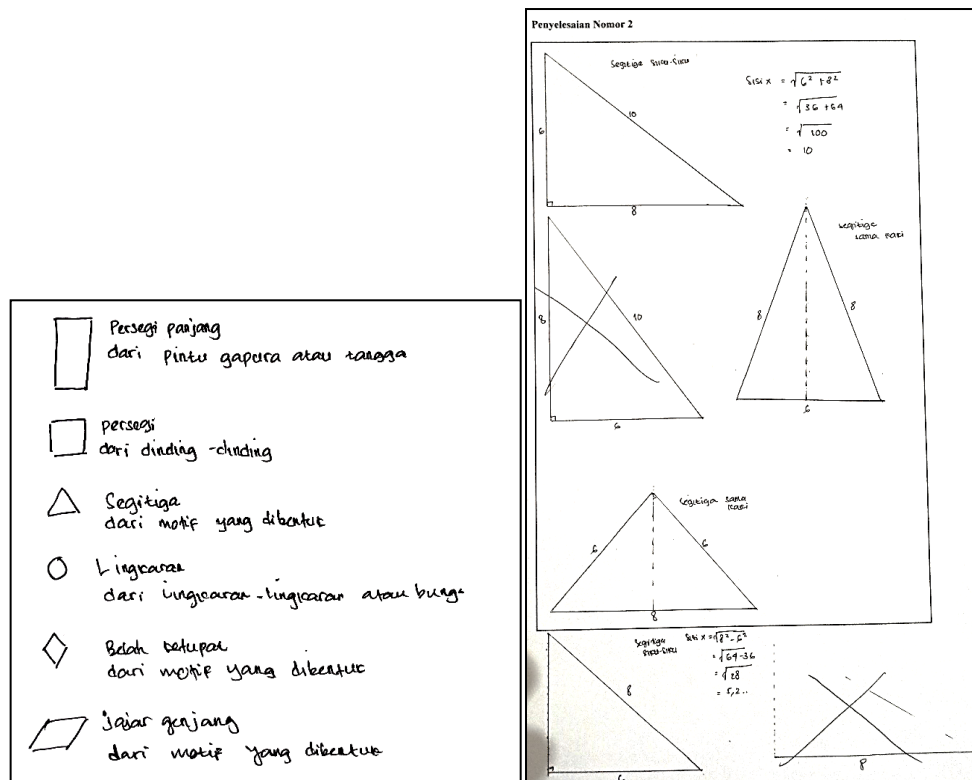 Persegi panjang
dari pintu gapura atau tangga
persegi
dari dinding-dinding
Segitiga
dari motif yang dibentuk
Lingkaran
dari lingkaran-lingkaran atau bunga
Belah ketupat
dari motif yang dibentuk
jajar genjang
dari motif yang dibentuk
Penyelesaian Nomor 2
Segitiga siku-siku
6
10
8
Sisi x = √6² + 8²
= √36 + 64
= √100
= 10
8
10
6
segitiga
sama kaki
8
8
6
segitiga sama
kaki
6
6
8
segitiga
siku-siku
8
6
Sisi x = √8² - 6²
= √64 - 36
= √28
= 5,2..
8